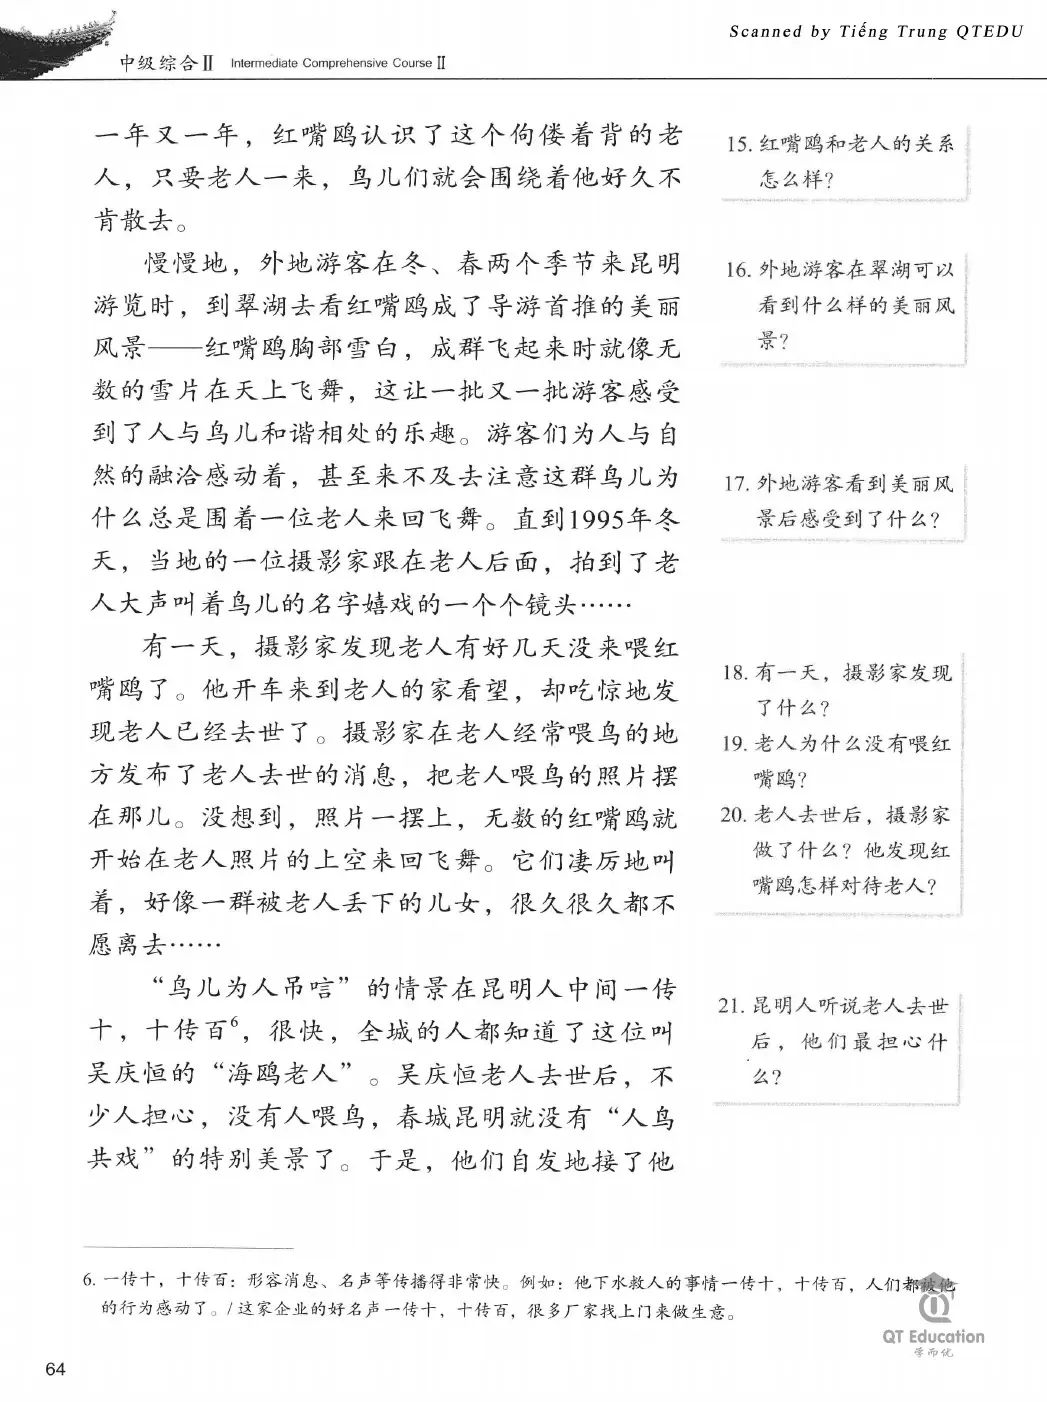 Scanned by Tiếng Trung QTEDU
中级综合Ⅱ Intermediate Comprehensive Course Ⅱ
一年又一年，红嘴鸥认识了这个佝偻着背的老
人，只要老人一来，鸟儿们就会围绕着他好久不
肯散去。
慢慢地，外地游客在冬、春两个季节来昆明
游览时，到翠湖去看红嘴鸥成了导游首推的美丽
风景——红嘴鸥胸部雪白，成群飞起来时就像无
数的雪片在天上飞舞，这让一批又一批游客感受
到了人与鸟儿和谐相处的乐趣。游客们为人与自
然的融洽感动着，甚至来不及去注意这群鸟儿为
什么总是围着一位老人来回飞舞。直到1995年冬
天，当地的一位摄影家跟在老人后面，拍到了老
人大声叫着鸟儿的名字嬉戏的一个个镜头……
有一天，摄影家发现老人有好几天没来喂红
嘴鸥了。他开车来到老人的家看望，却吃惊地发
现老人已经去世了。摄影家在老人经常喂鸟的地
方发布了老人去世的消息，把老人喂鸟的照片摆
在那儿。没想到，照片一摆上，无数的红嘴鸥就
开始在老人照片的上空来回飞舞。它们凄厉地叫
着，好像一群被老人丢下的儿女，很久很久都不
愿离去……
“鸟儿为人吊唁”的情景在昆明人中间一传
十，十传百6，很快，全城的人都知道了这位叫
吴庆恒的“海鸥老人”。吴庆恒老人去世后，不
少人担心，没有人喂鸟，春城昆明就没有“人鸟
共戏”的特别美景了。于是，他们自发地接了他
15. 红嘴鸥和老人的关系
怎么样？
16. 外地游客在翠湖可以
看到什么样的美丽风
景？
17. 外地游客看到美丽风
景后感受到了什么？
18. 有一天，摄影家发现
了什么？
19. 老人为什么没有喂红
嘴鸥？
20. 老人去世后，摄影家
做了什么？他发现红
嘴鸥怎样对待老人？
21. 昆明人听说老人去世
后，他们最担心什
么？
6. 一传十，十传百：形容消息、名声等传播得非常快。例如：他下水救人的事情一传十，十传百，人们都被他
的行为感动了。/ 这家企业的好名声一传十，十传百，很多厂家找上门来做生意。
QT Education
学而优
64